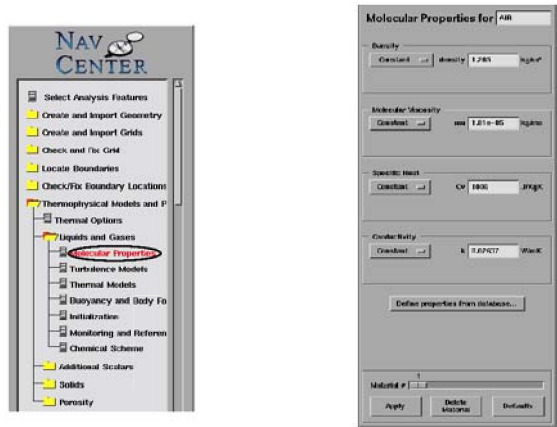 NAV
CENTER
Select Analysis Features
Create and Import Geometry
Create and Import Grids
Check and Fix Grid
Locate Boundaries
Check/Fix Boundary Locations
Thermophysical Models and P
Thermal Options
Liquids and Gases
Molecular Properties
Turbulence Models
Thermal Models
Buoyancy and Body Fo
Initialization
Monitoring and Referen
Chemical Scheme
Additional Scalars
Solids
Porosity
Molecular Properties for AIR
Density
Constant density 1.205 kg/m³
Molecular Viscosity
Constant mu 1.81e-05 kg/ms
Specific Heat
Constant CP 1006 J/KgK
Conductivity
Constant k 0.02637 W/mK
Define properties from database...
1
Material #
Apply
Delete
Material
Defaults